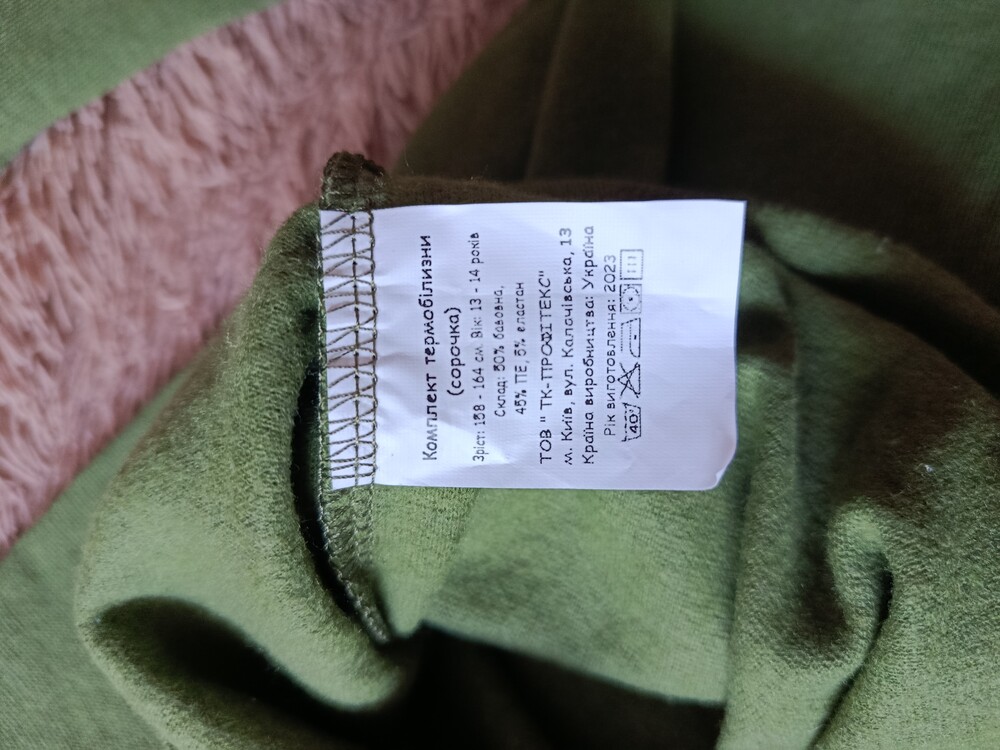 Комплект термобілизни
(сорочка)
Зріст: 158 - 164 см. Вік: 13 - 14 років
Склад: 50% бавовна,
45% ПЕ, 5% еластан
ТОВ " ТК- ПРОФІТЕКС"
м. Київ, вул. Калачівська, 13
Країна виробництва: Україна
Рік виготовлення: 2023
40°